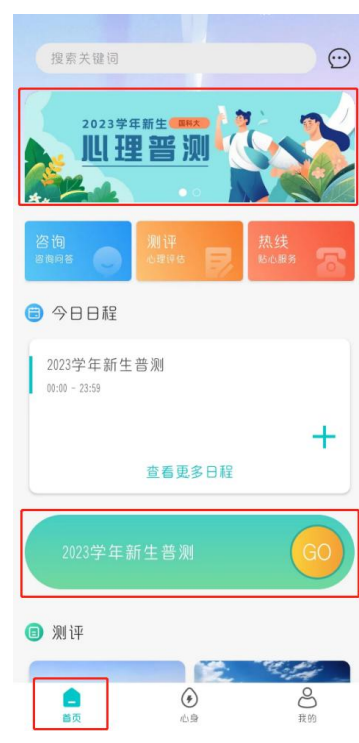 搜索关键词
2023学年新生 国科大
心理普测
咨询
咨询问答
测评
心理评估
热线
贴心服务
今日日程
2023学年新生普测
00:00 - 23:59
查看更多日程
2023学年新生普测
GO
测评
首页
心身
我的